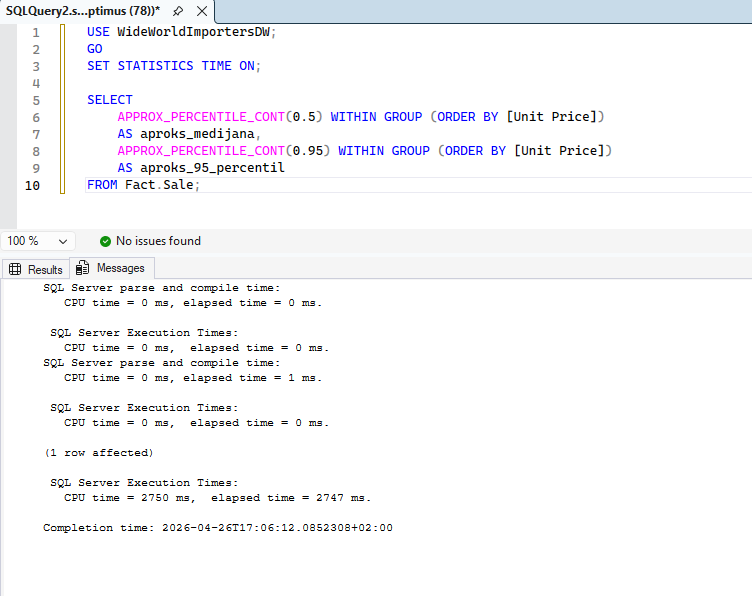 SQLQuery2.s...ptimus (78))*
1 USE WideWorldImportersDW;
2 GO
3 SET STATISTICS TIME ON;
4
5 SELECT
6 APPROX_PERCENTILE_CONT(0.5) WITHIN GROUP (ORDER BY [Unit Price])
7 AS aproks_medijana,
8 APPROX_PERCENTILE_CONT(0.95) WITHIN GROUP (ORDER BY [Unit Price])
9 AS aproks_95_percentil
10 FROM Fact.Sale;
100 % No issues found
Results Messages
SQL Server parse and compile time:
CPU time = 0 ms, elapsed time = 0 ms.
SQL Server Execution Times:
CPU time = 0 ms,  elapsed time = 0 ms.
SQL Server parse and compile time:
CPU time = 0 ms, elapsed time = 1 ms.
SQL Server Execution Times:
CPU time = 0 ms,  elapsed time = 0 ms.
(1 row affected)
SQL Server Execution Times:
CPU time = 2750 ms,  elapsed time = 2747 ms.
Completion time: 2026-04-26T17:06:12.0852308+02:00